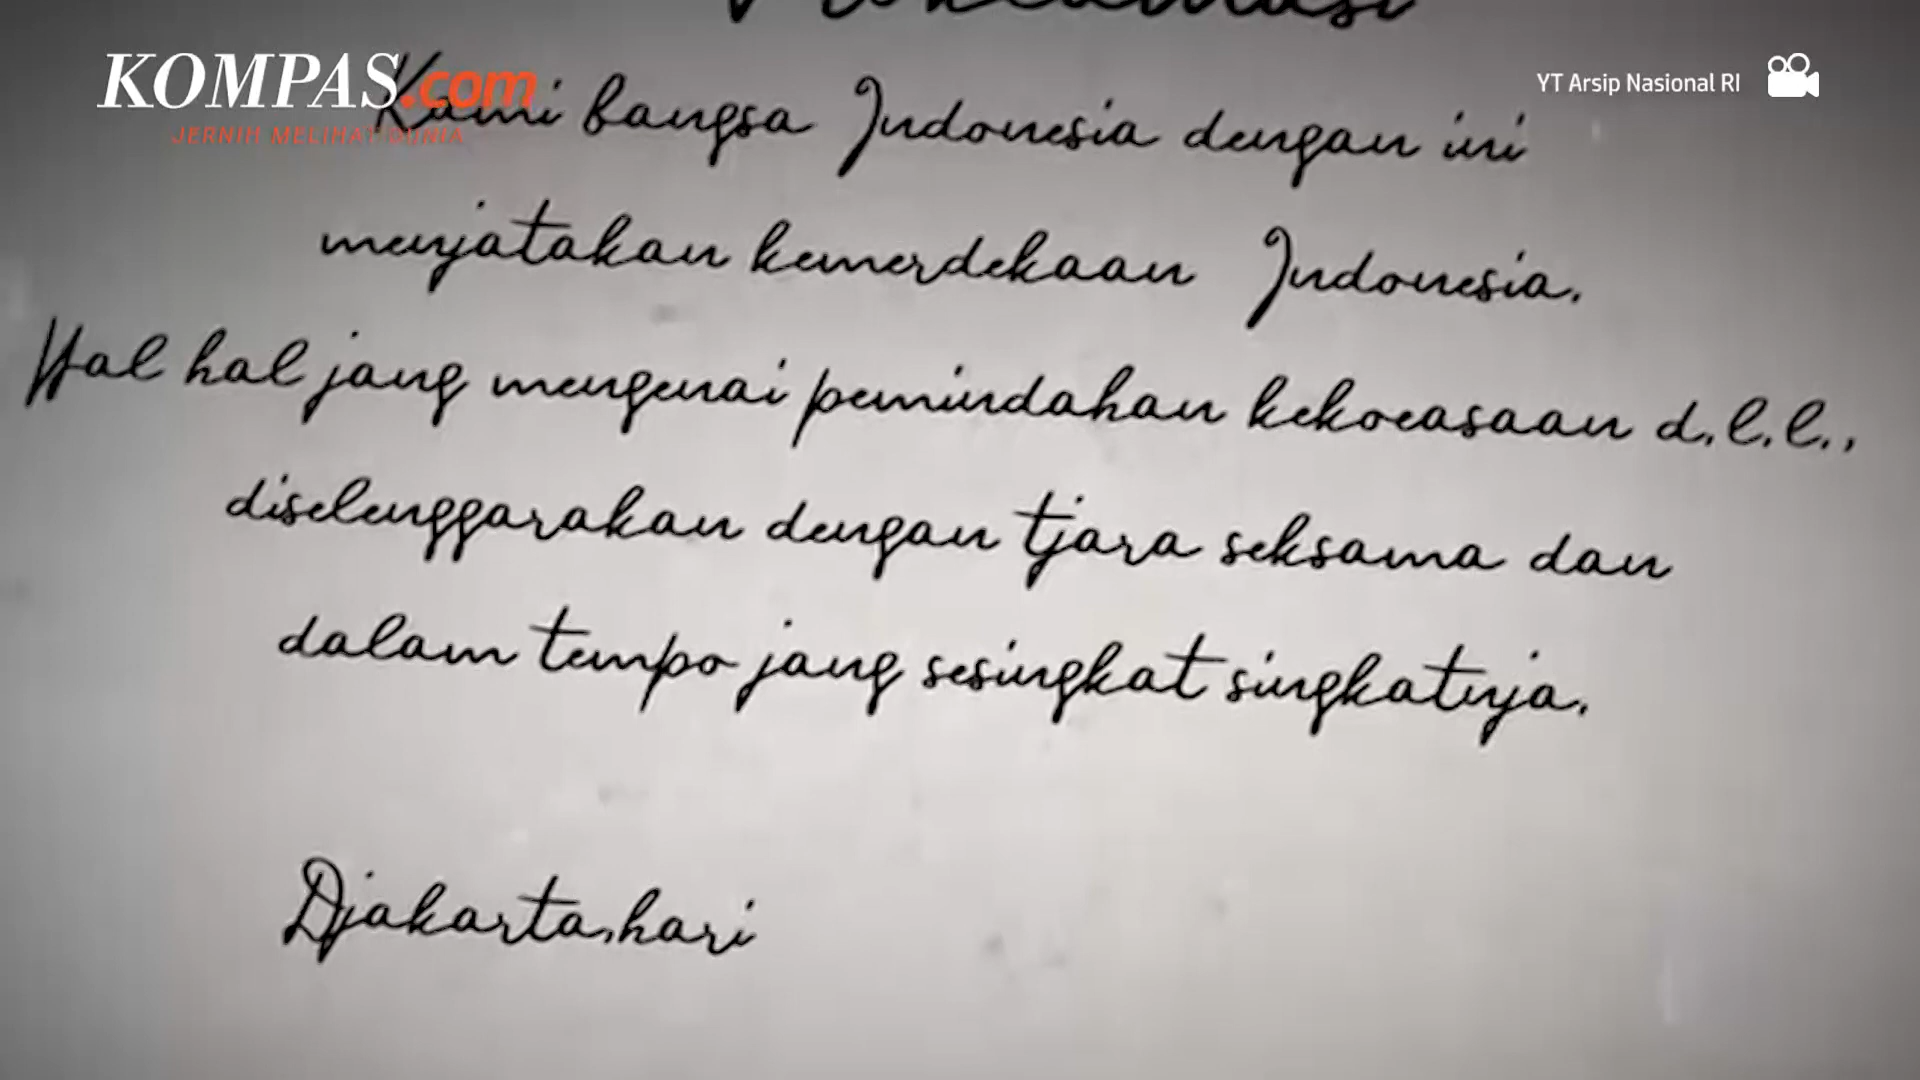 Proklamasi
KOMPAS.com
JERNIH MELIHAT DUNIA
YT Arsip Nasional RI
Kami bangsa Indonesia dengan ini
menjatakan kemerdekaan Indonesia.
Hal hal jang mengenai pemindahan kekoeasaan d.l.l.,
diselenggarakan dengan tjara seksama dan
dalam tempo jang sesingkat singkatnja.
Djakarta, hari